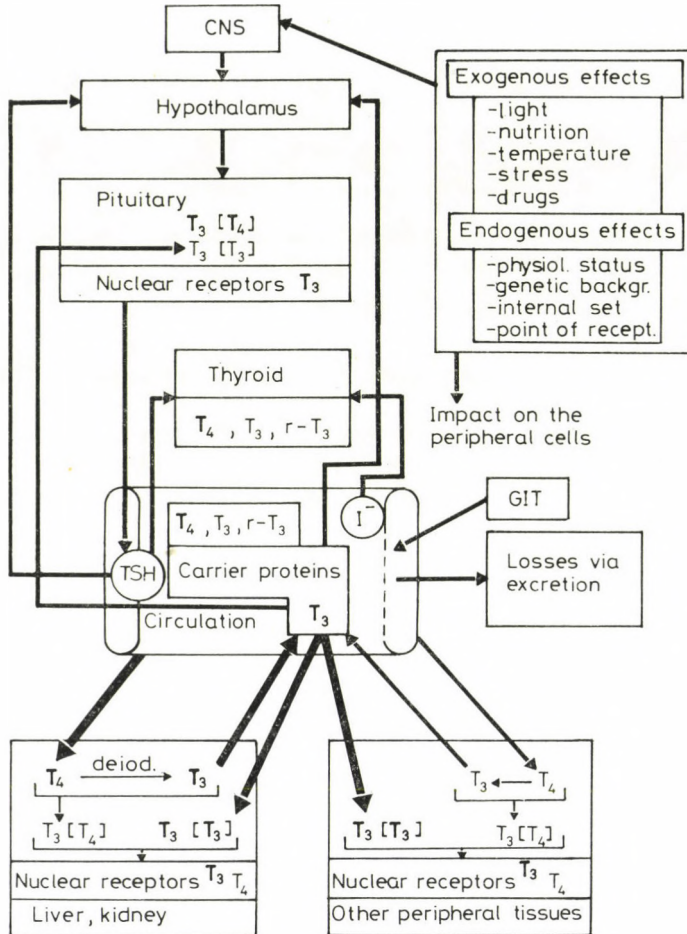 CNS
Hypothalamus
Pituitary
T₃ [T₄]
T₃ [T₃]
Nuclear receptors T₃
Exogenous effects
-light
-nutrition
-temperature
-stress
-drugs
Endogenous effects
-physiol. status
-genetic backgr.
-internal set
-point of recept.
Impact on the
peripheral cells
Thyroid
T₄ , T₃ , r-T₃
I⁻
GIT
T₄ , T₃ , r-T₃
TSH
Carrier proteins
T₃
Circulation
Losses via
excretion
T₄ deiod. T₃
T₃ [T₄] T₃ [T₃]
Nuclear receptors T₃ T₄
Liver, kidney
T₃ T₄
T₃ [T₃] T₃ [T₄]
Nuclear receptors T₃ T₄
Other peripheral tissues